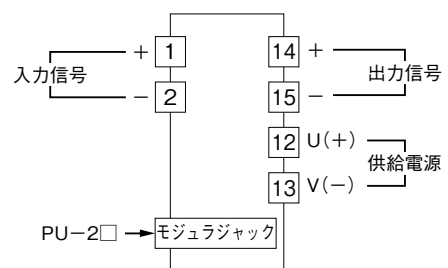 + 1
入力信号
− 2
14 +
出力信号
15 −
12 U(+)
供給電源
13 V(−)
PU−2□ モジュラジャック